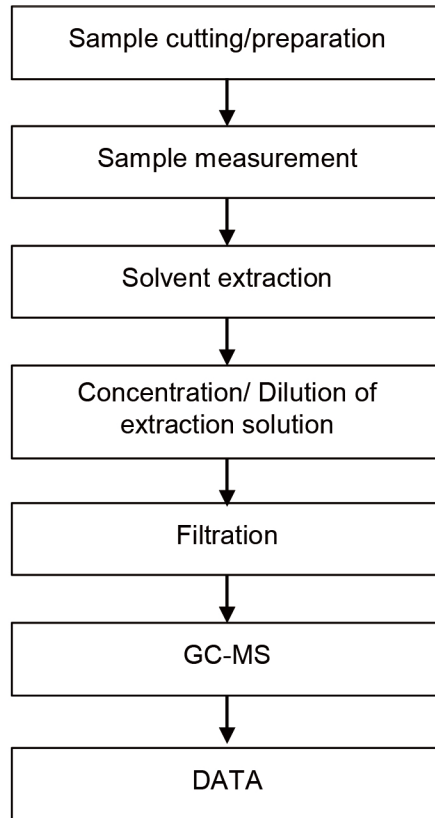 Sample cutting/preparation
Sample measurement
Solvent extraction
Concentration/ Dilution of
extraction solution
Filtration
GC-MS
DATA